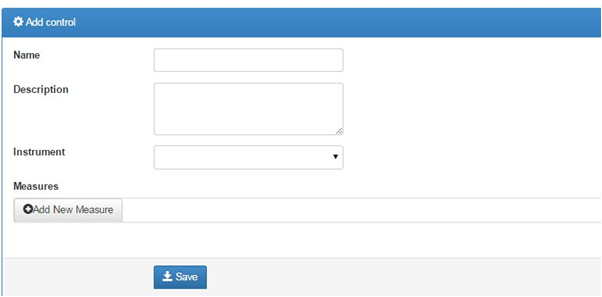 Add control
Name
Description
Instrument
Measures
Add New Measure
Save